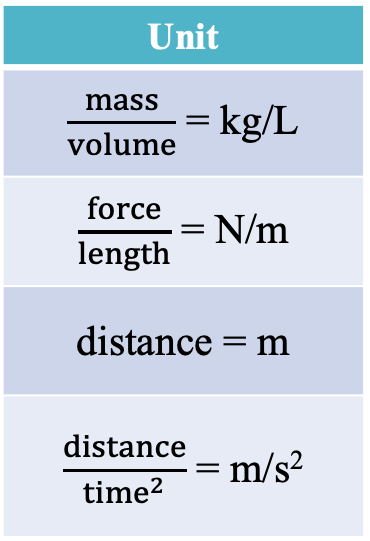 Unit
mass
volume
= kg/L
force
length
= N/m
distance = m
distance
time²
= m/s²